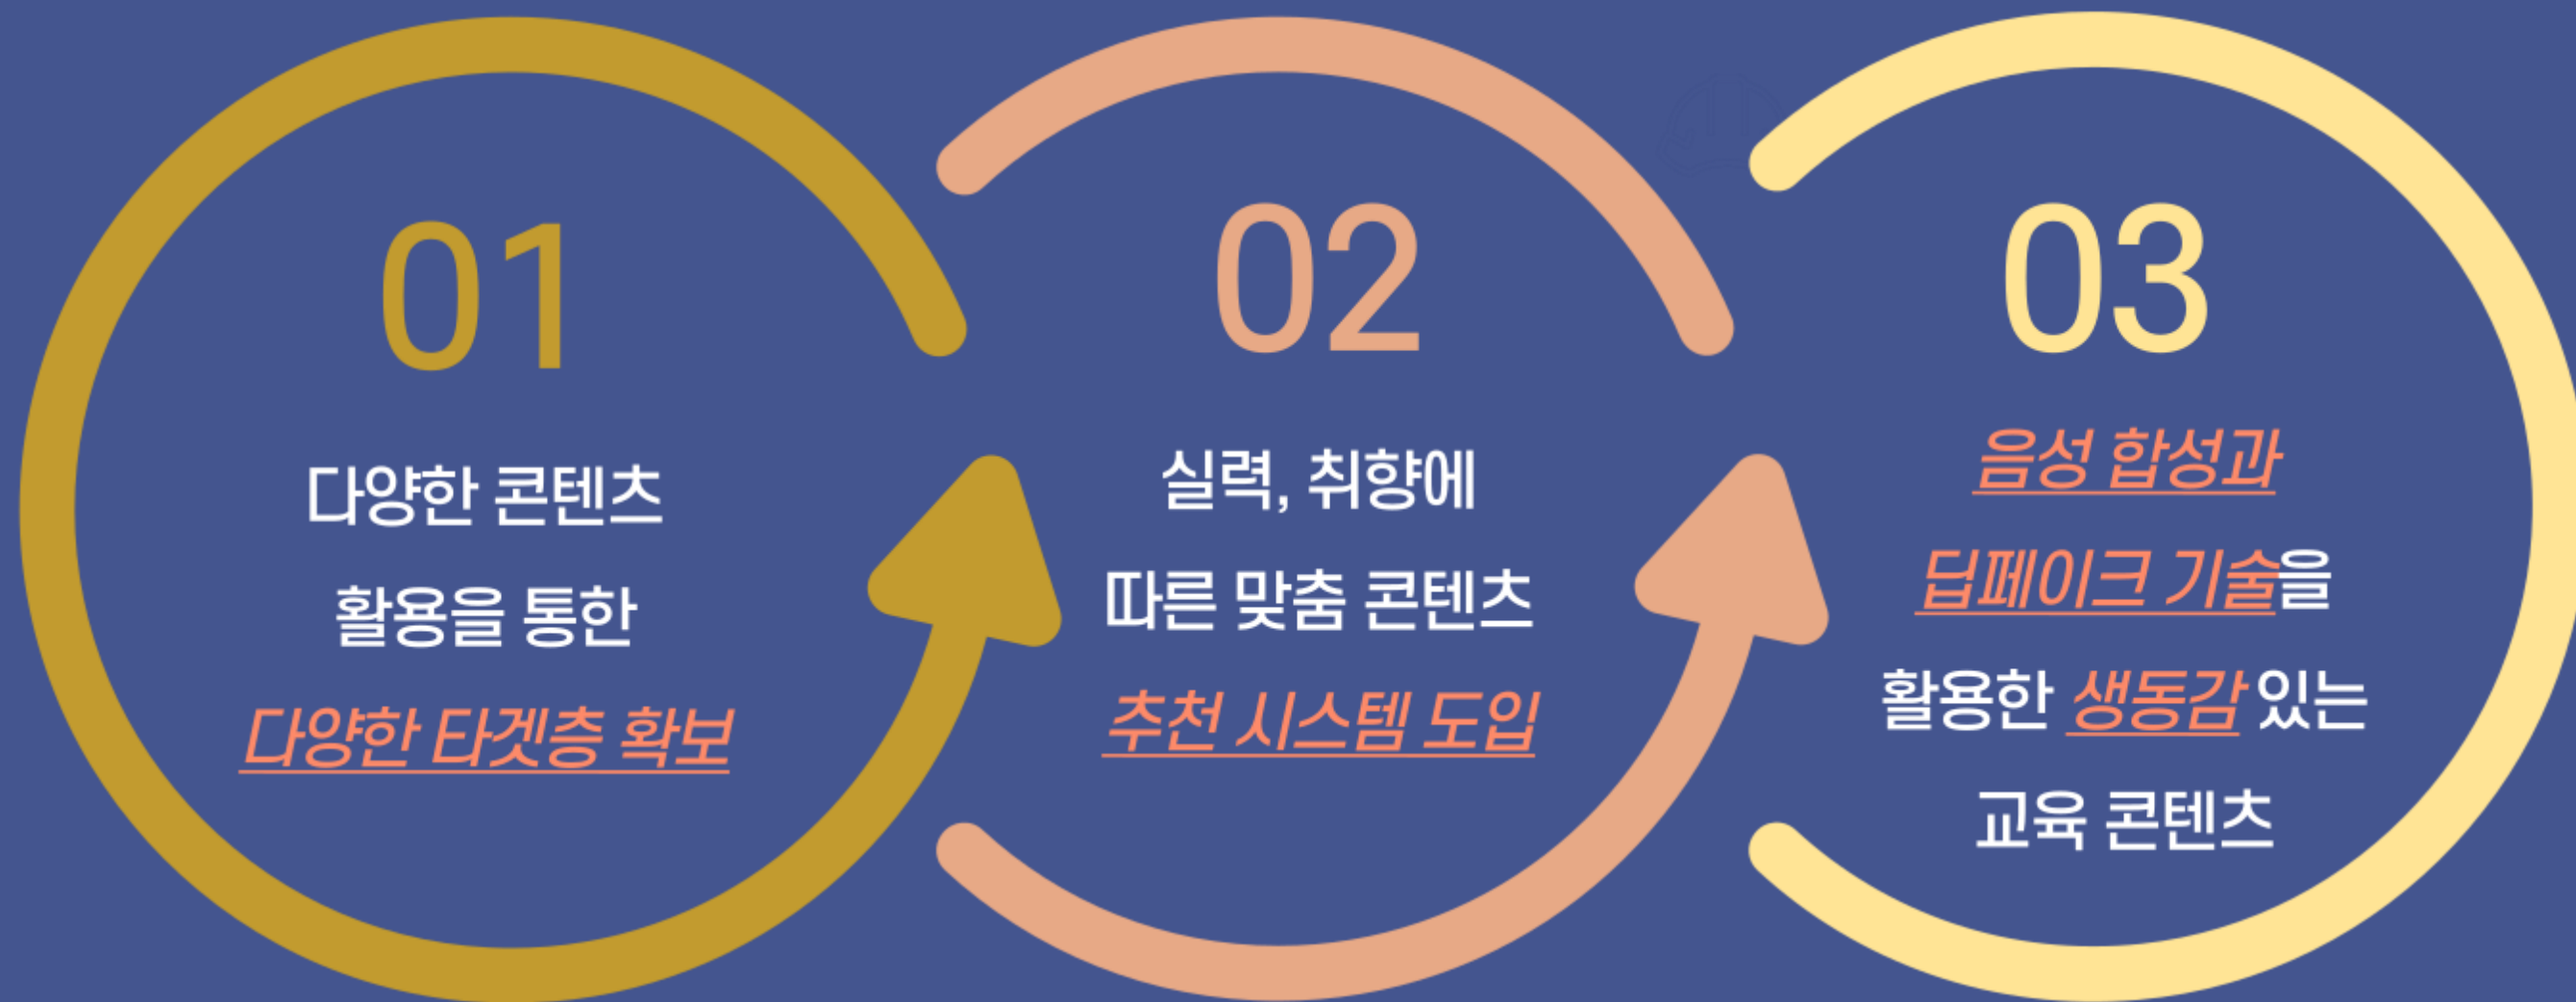 01
다양한 콘텐츠
활용을 통한
다양한 타겟층 확보
02
실력, 취향에
따른 맞춤 콘텐츠
추천 시스템 도입
03
음성 합성과
딥페이크 기술을
활용한 생동감 있는
교육 콘텐츠